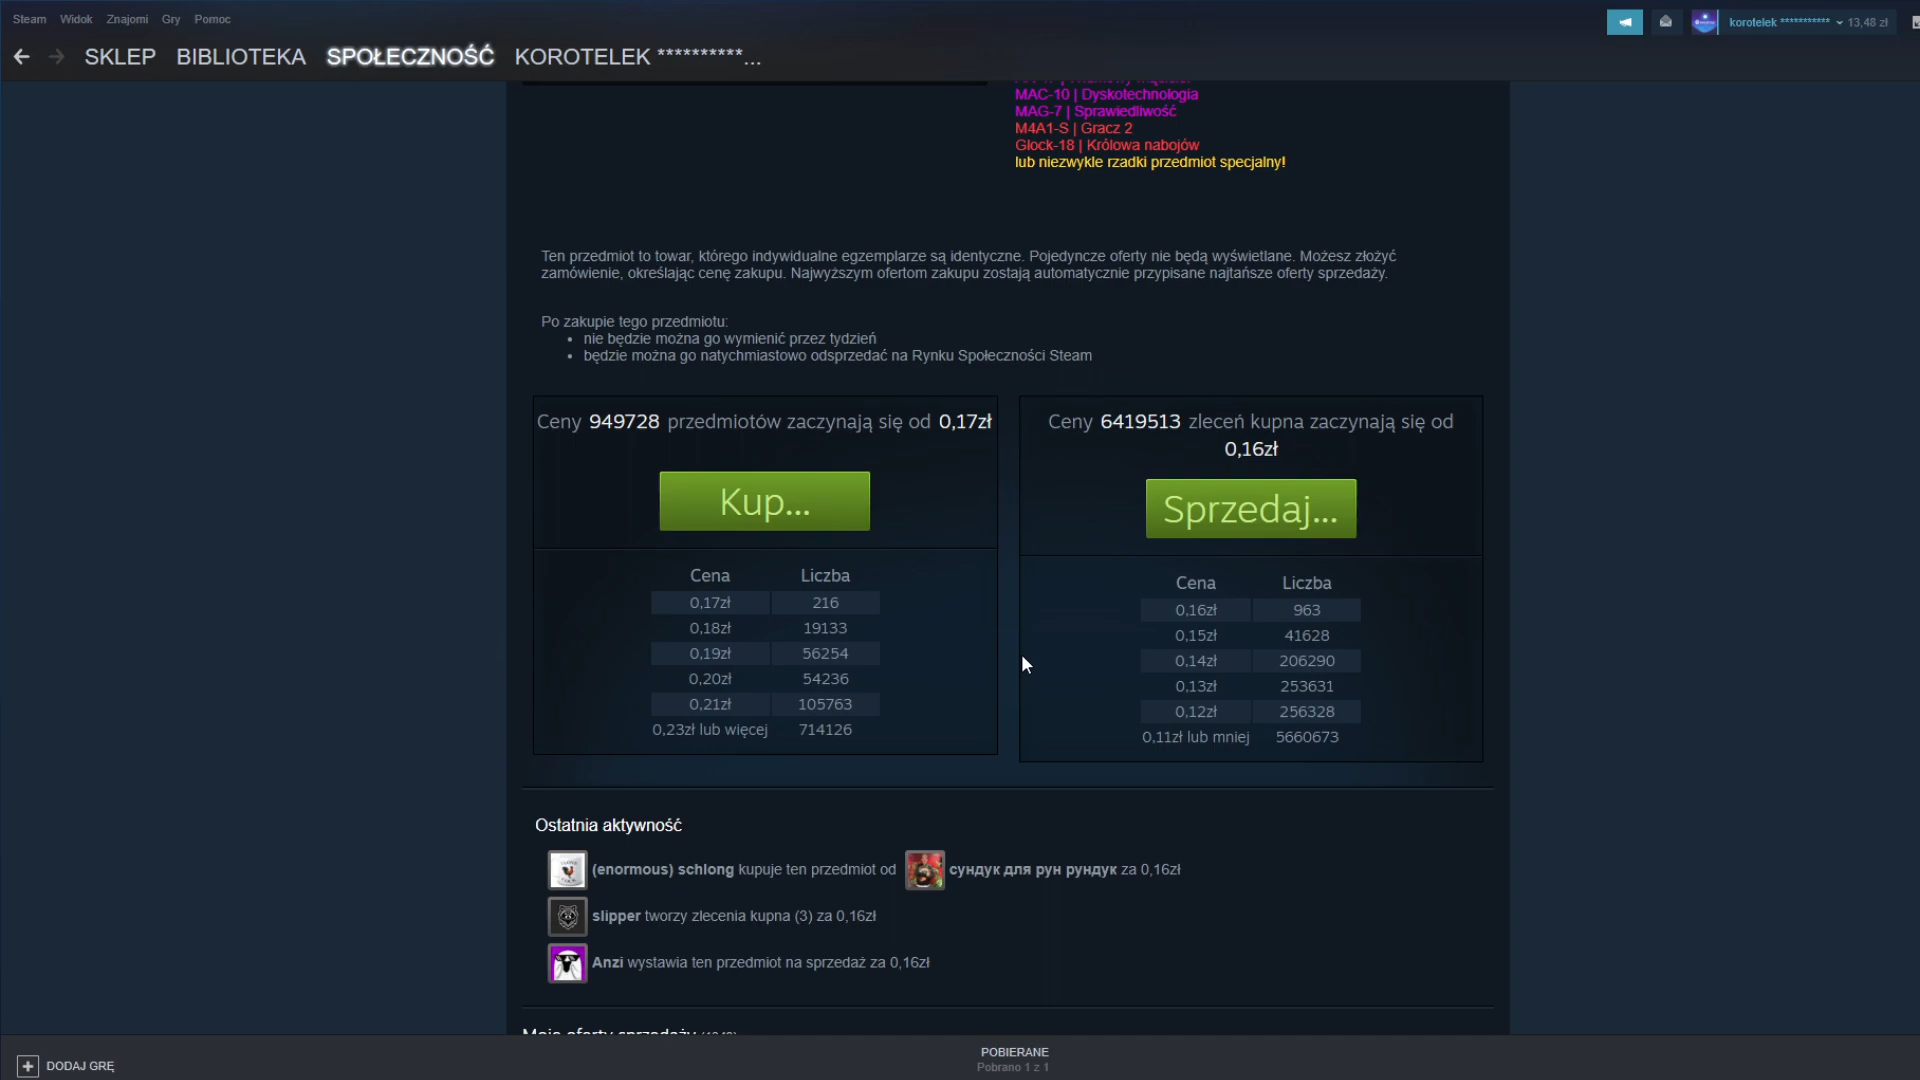 Steam Widok Znajomi Gry Pomoc
korotelek *********** 13,48 zł
SKLEP BIBLIOTEKA SPOŁECZNOŚĆ KOROTELEK **********...
MAC-10 | Dyskotechnologia
MAG-7 | Sprawiedliwość
M4A1-S | Gracz 2
Glock-18 | Królowa nabojów
lub niezwykle rzadki przedmiot specjalny!
Ten przedmiot to towar, którego indywidualne egzemplarze są identyczne. Pojedyncze oferty nie będą wyświetlane. Możesz złożyć
zamówienie, określając cenę zakupu. Najwyższym ofertom zakupu zostają automatycznie przypisane najtańsze oferty sprzedaży.
Po zakupie tego przedmiotu:
• nie będzie można go wymienić przez tydzień
• będzie można go natychmiastowo odsprzedać na Rynku Społeczności Steam
Ceny 949728 przedmiotów zaczynają się od 0,17zł
Kup...
Cena Liczba
0,17zł 216
0,18zł 19133
0,19zł 56254
0,20zł 54236
0,21zł 105763
0,23zł lub więcej 714126
Ceny 6419513 zleceń kupna zaczynają się od
0,16zł
Sprzedaj...
Cena Liczba
0,16zł 963
0,15zł 41628
0,14zł 206290
0,13zł 253631
0,12zł 256328
0,11zł lub mniej 5660673
Ostatnia aktywność
(enormous) schlong kupuje ten przedmiot od сундук для рун рундук za 0,16zł
slipper tworzy zlecenia kupna (3) za 0,16zł
Anzi wystawia ten przedmiot na sprzedaż za 0,16zł
Moje oferty sprzedaży
DODAJ GRĘ
POBIERANE
Pobrano 1 z 1